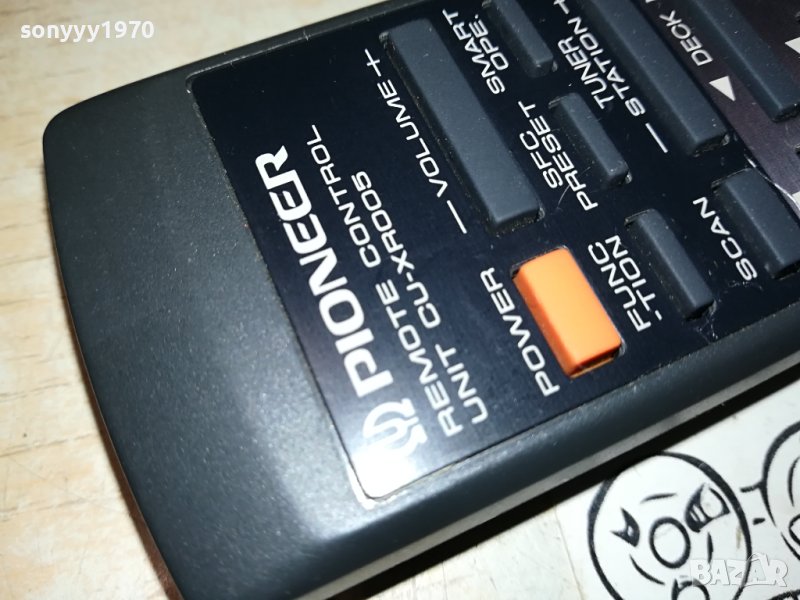 sonyyy1970
PIONEER
REMOTE CONTROL
UNIT CU-XR005
POWER
FUNC
-TION
SCAN
— VOLUME +
SFC
PRESET
TUNER
— STATION +
SMART
OPE.
DECK
BAZAR